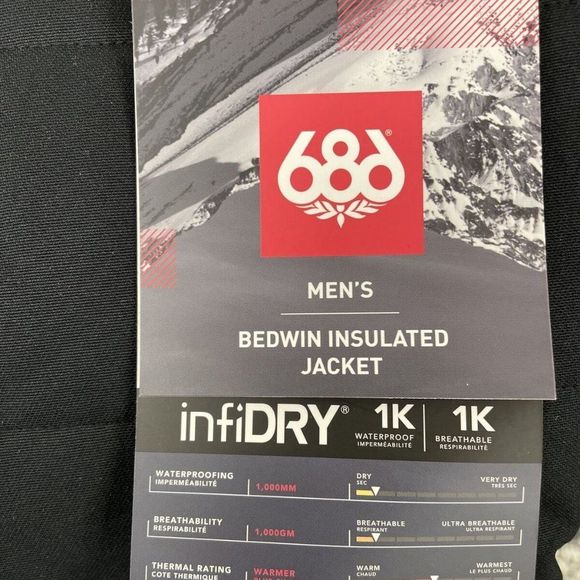 686®
MEN'S
BEDWIN INSULATED
JACKET
infiDRY® 1K 1K
WATERPROOF BREATHABLE
IMPERMÉABILITÉ RESPIRABILITÉ
WATERPROOFING DRY VERY DRY
IMPERMÉABILITÉ 1,000MM SEC TRÈS SEC
BREATHABILITY BREATHABLE ULTRA BREATHABLE
RESPIRABILITÉ 1,000GM RESPIRANT ULTRA RESPIRANT
THERMAL RATING WARMER WARM WARMEST
COTE THERMIQUE CHAUD LE PLUS CHAUD